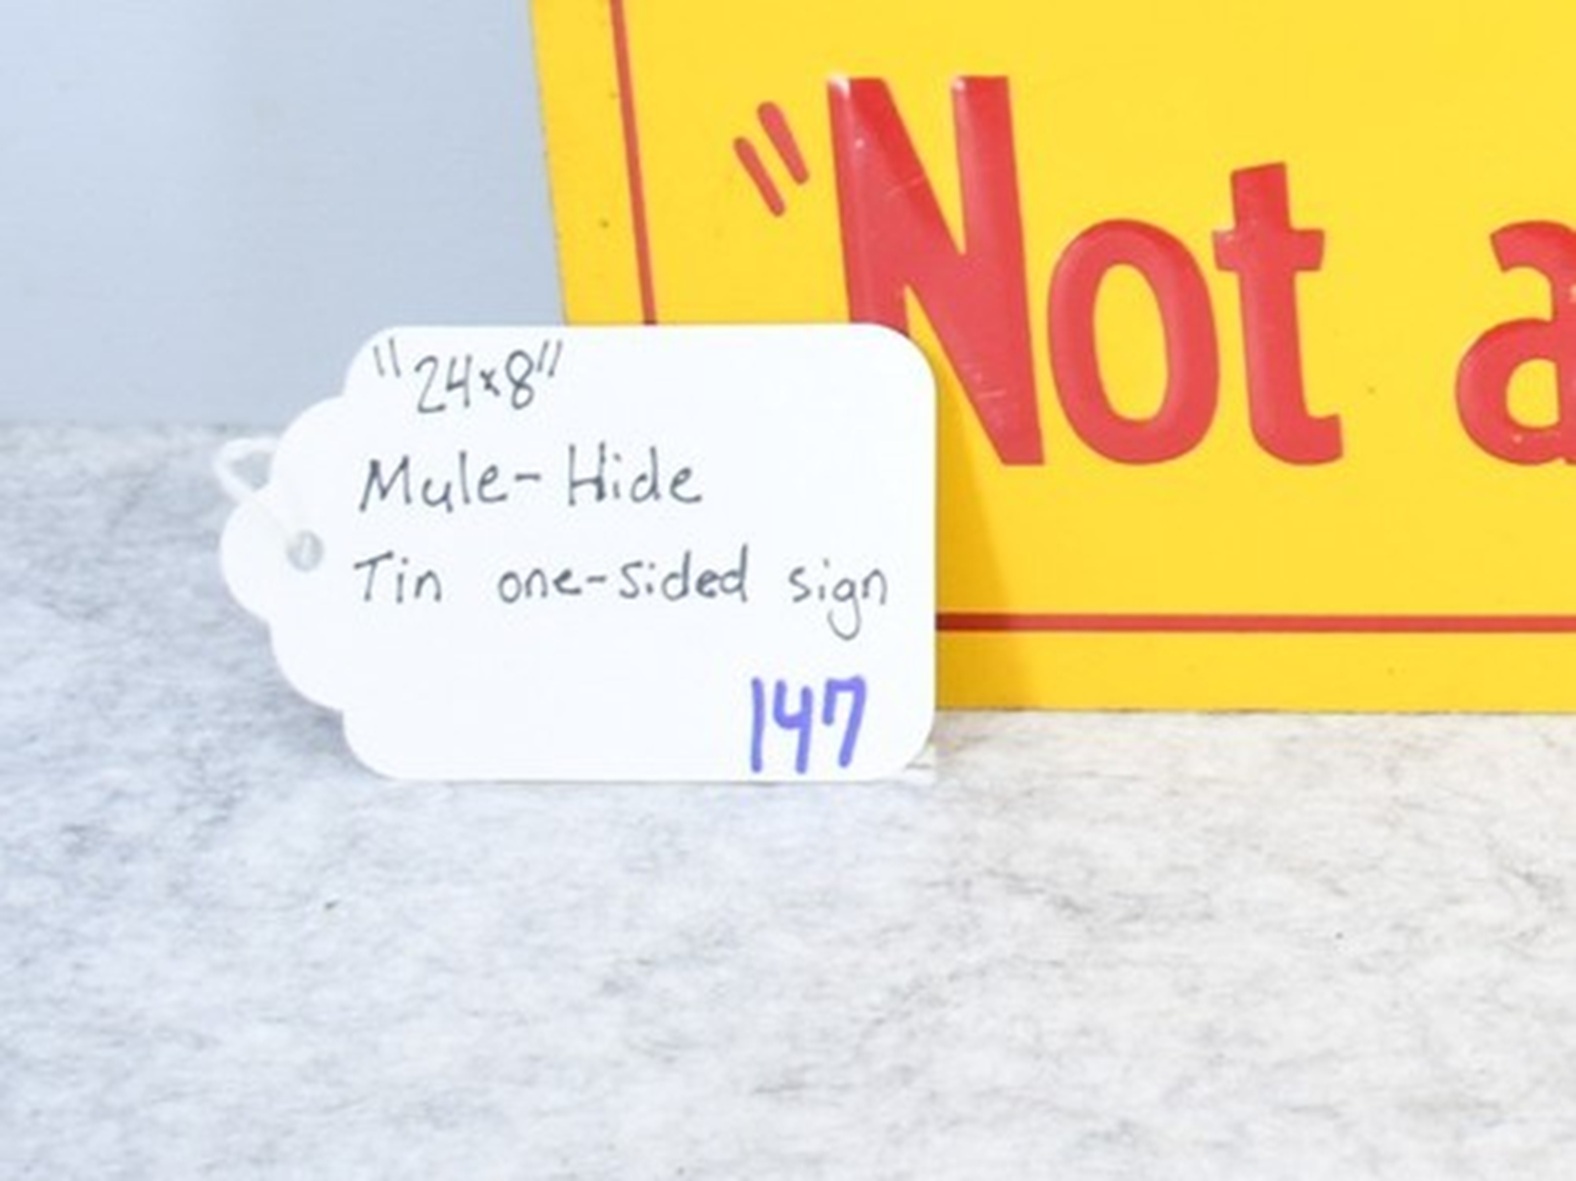 "Not a
"24x8"
Mule-Hide
Tin one-sided sign
147